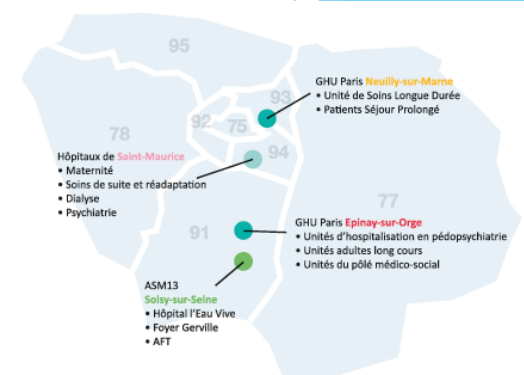 95
GHU Paris Neuilly-sur-Marne
• Unité de Soins Longue Durée
• Patients Séjour Prolongé
93
92
75
78
94
Hôpitaux de Saint-Maurice
• Maternité
• Soins de suite et réadaptation
• Dialyse
• Psychiatrie
77
91
GHU Paris Epinay-sur-Orge
• Unités d'hospitalisation en pédopsychiatrie
• Unités adultes long cours
• Unités du pôlé médico-social
ASM13
Soisy-sur-Seine
• Hôpital l'Eau Vive
• Foyer Gerville
• AFT